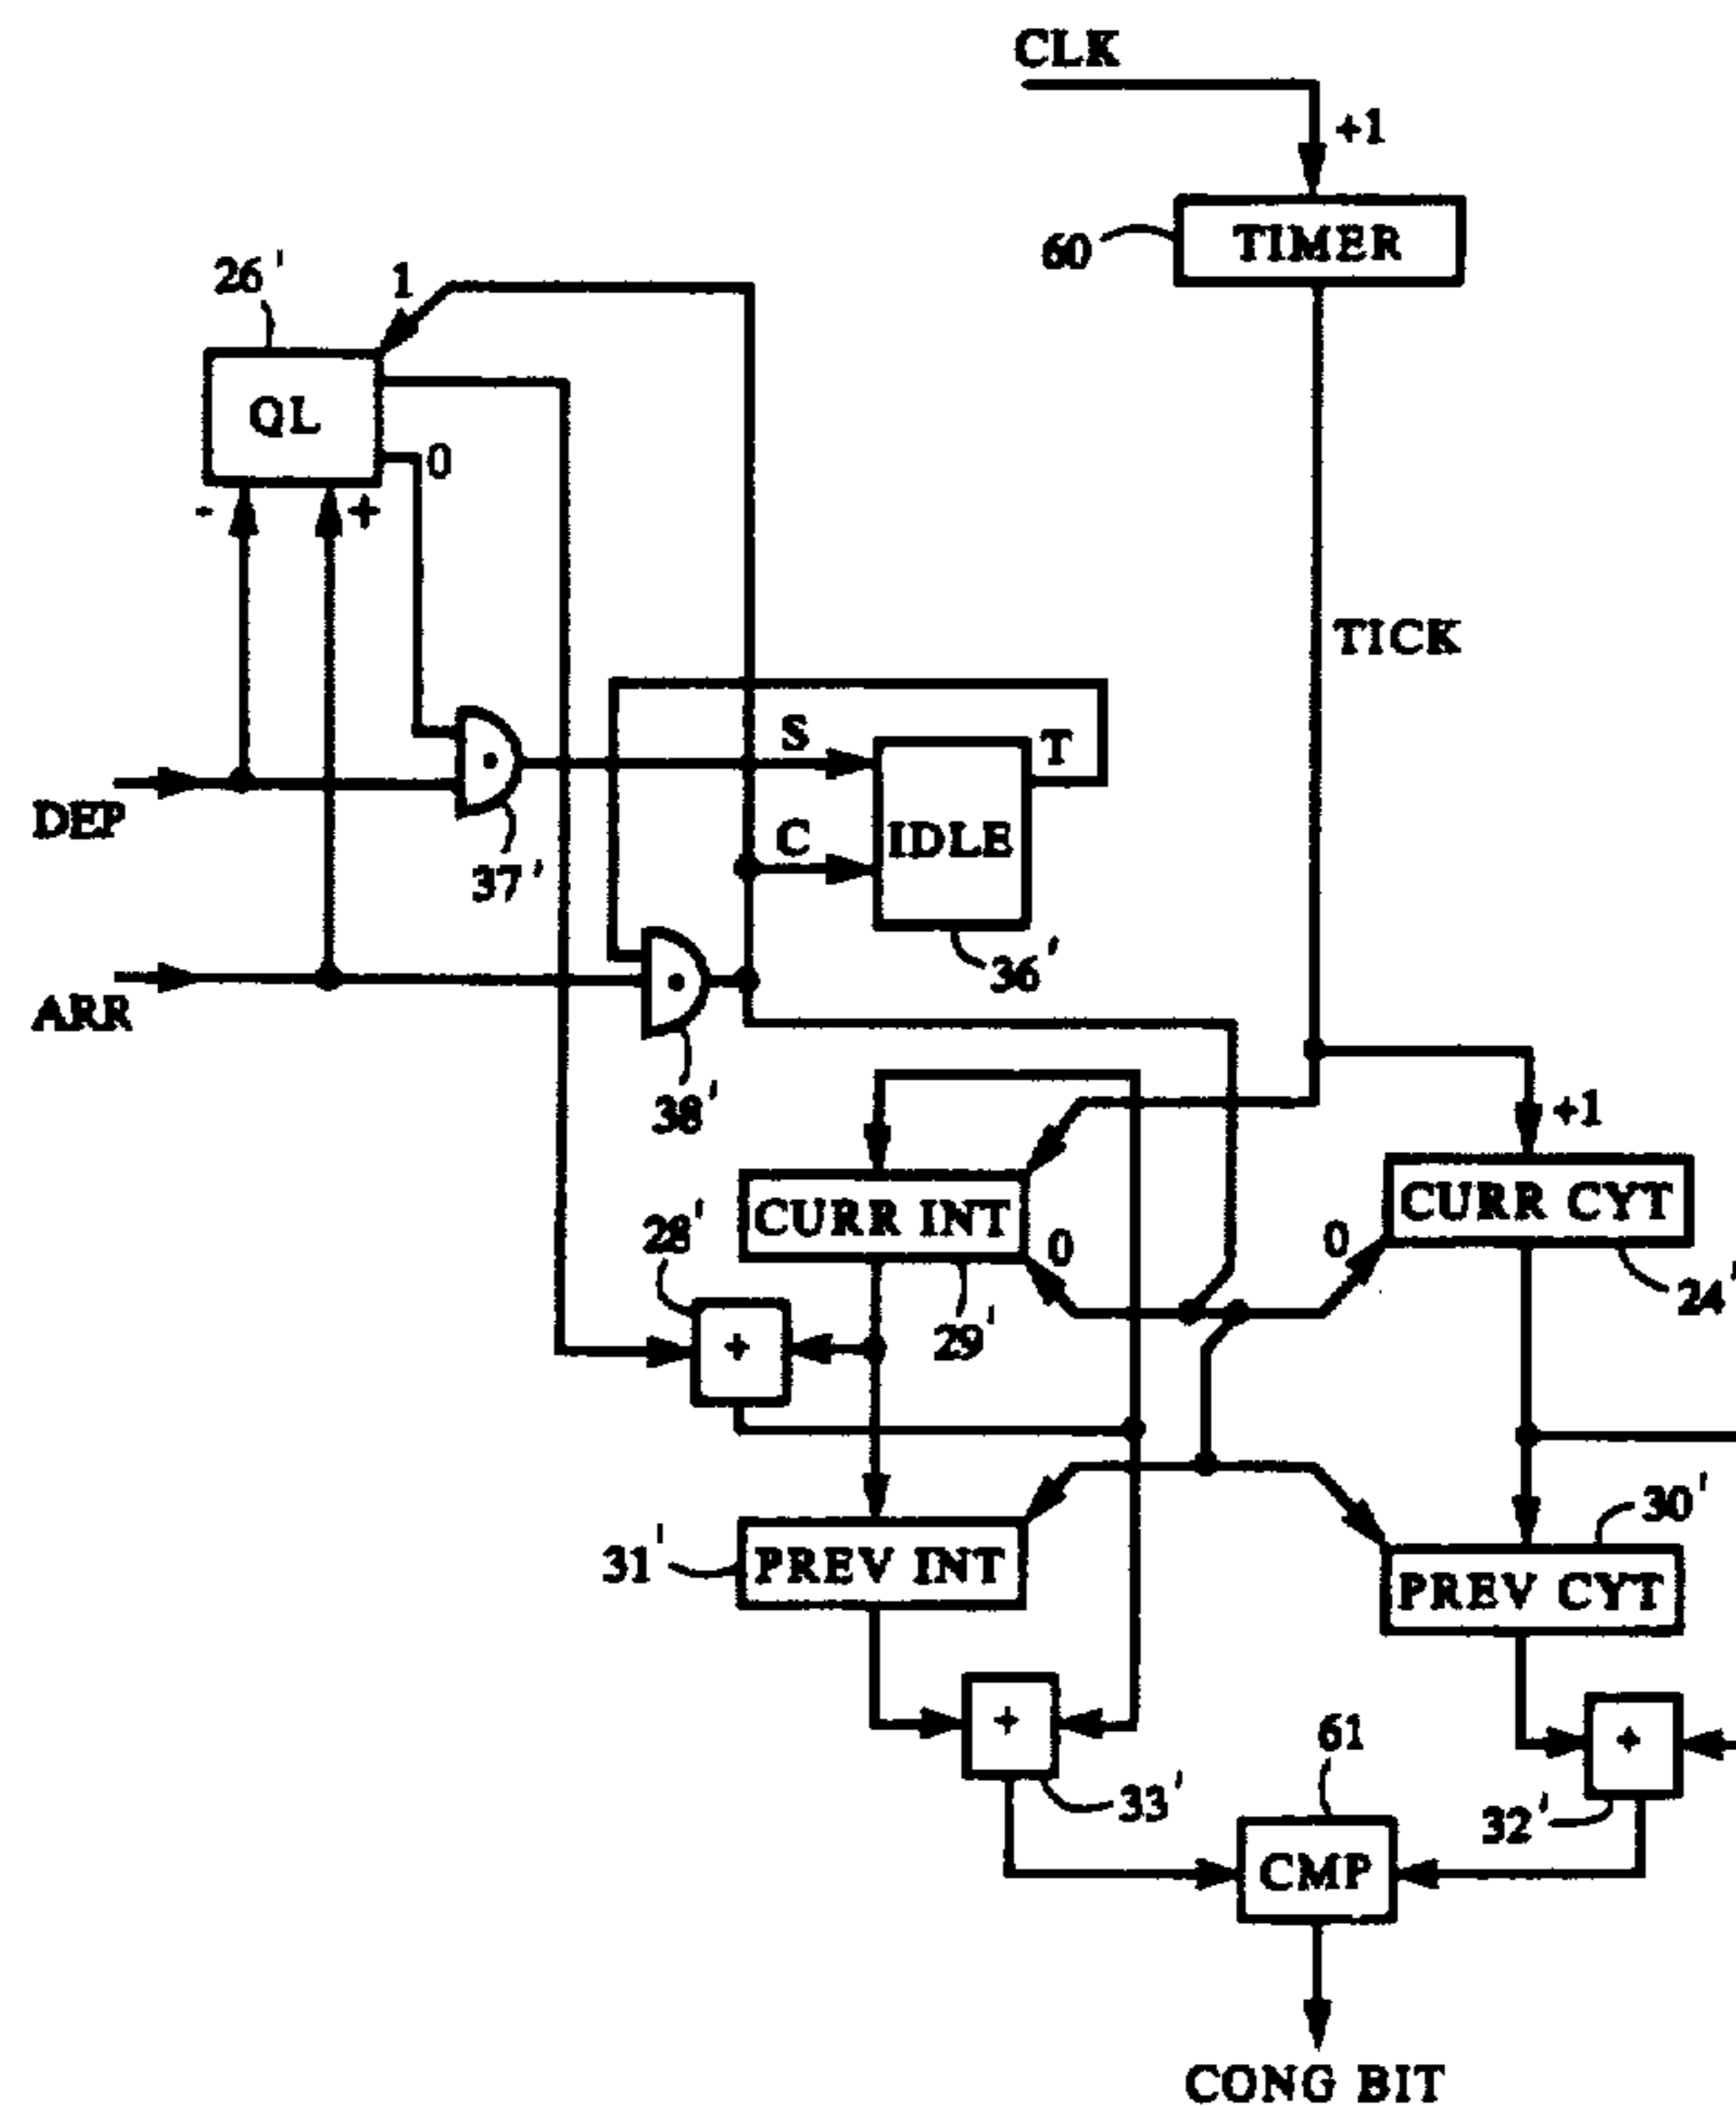 CLK
+1
TIMER
60
26'
1
QL
0
-
+
TICK
S
T
DEP
C
IDLE
37'
36'
ARR
38'
+1
CURR INT
CURR CYT
28'
0
0
24'
+
29'
30'
31'
PREV INT
PREV CYT
+
+
61
33'
32'
CMP
CONG BIT